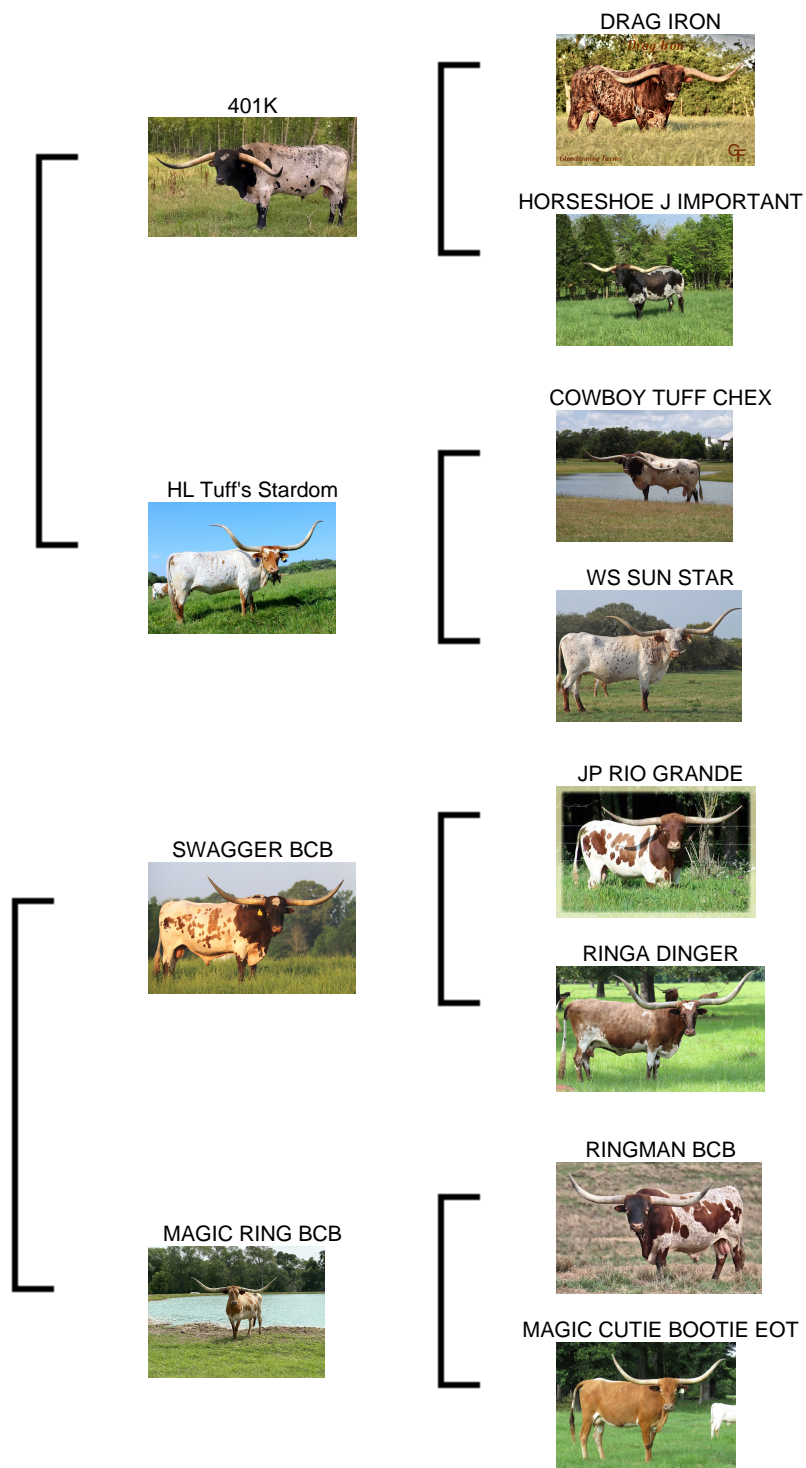 DRAG IRON
Drag Iron
Glendenning Farms
GF
401K
HORSESHOE J IMPORTANT
COWBOY TUFF CHEX
HL Tuff's Stardom
WS SUN STAR
JP RIO GRANDE
SWAGGER BCB
RINGA DINGER
RINGMAN BCB
MAGIC RING BCB
MAGIC CUTIE BOOTIE EOT